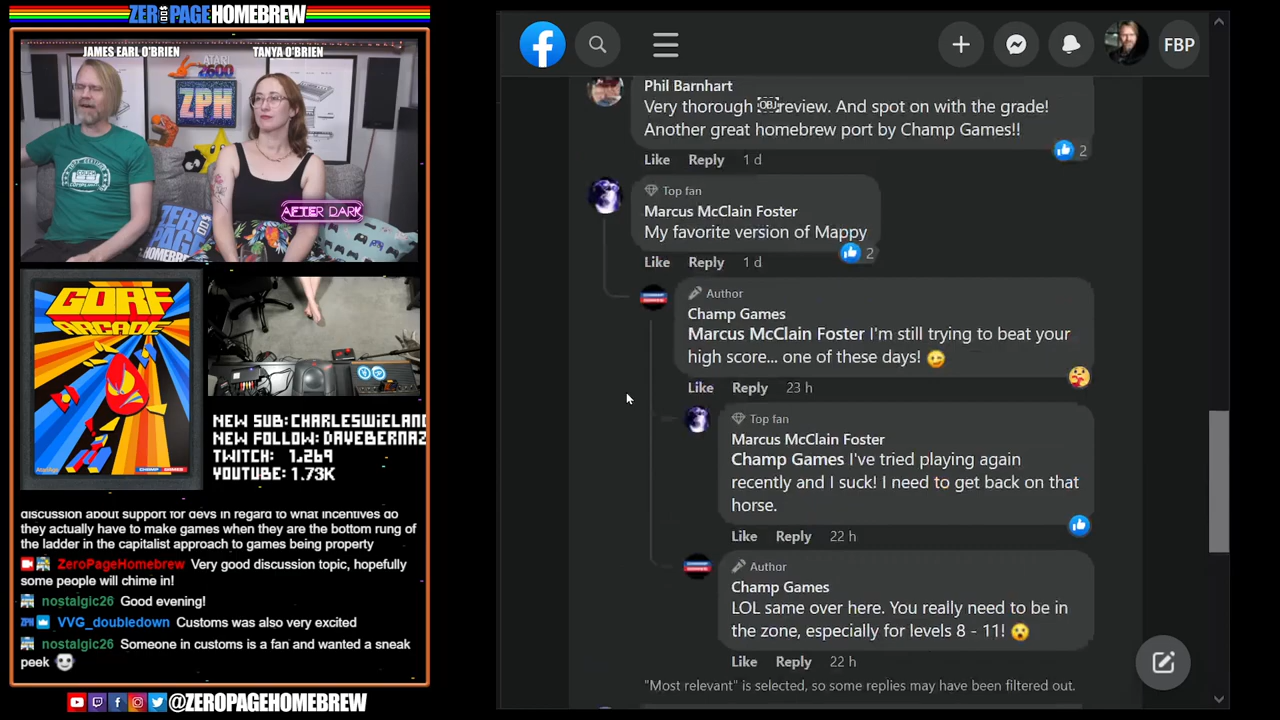 ZERO PAGE HOMEBREW
JAMES EARL O'BRIEN
TANYA O'BRIEN
ATARI
2600
ZPH
AFTER DARK
ZERO
PAGE
HOMEBREW
GORF
ARCADE
CHAMP GAMES
NEW SUB:CHARLESWIELAND
NEW FOLLOW:DAVEBERNAZ
TWITCH: 1,269
YOUTUBE: 1.73K
discussion about support for devs in regard to what incentives do
they actually have to make games when they are the bottom rung of
the ladder in the capitalist approach to games being property
ZeroPageHomebrew Very good discussion topic, hopefully
some people will chime in!
nostalgic26 Good evening!
VVG_doubledown Customs was also very excited
nostalgic26 Someone in customs is a fan and wanted a sneak
peek
@ZEROPAGEHOMEBREW
FBP
Phil Barnhart
Very thorough OBJ review. And spot on with the grade!
Another great homebrew port by Champ Games!!
2
Like Reply 1 d
Top fan
Marcus McClain Foster
My favorite version of Mappy
2
Like Reply 1 d
Author
Champ Games
Marcus McClain Foster I'm still trying to beat your
high score... one of these days! 😉
Like Reply 23 h
Top fan
Marcus McClain Foster
Champ Games I've tried playing again
recently and I suck! I need to get back on that
horse.
Like Reply 22 h
Author
Champ Games
LOL same over here. You really need to be in
the zone, especially for levels 8 - 11! 😮
Like Reply 22 h
"Most relevant" is selected, so some replies may have been filtered out.